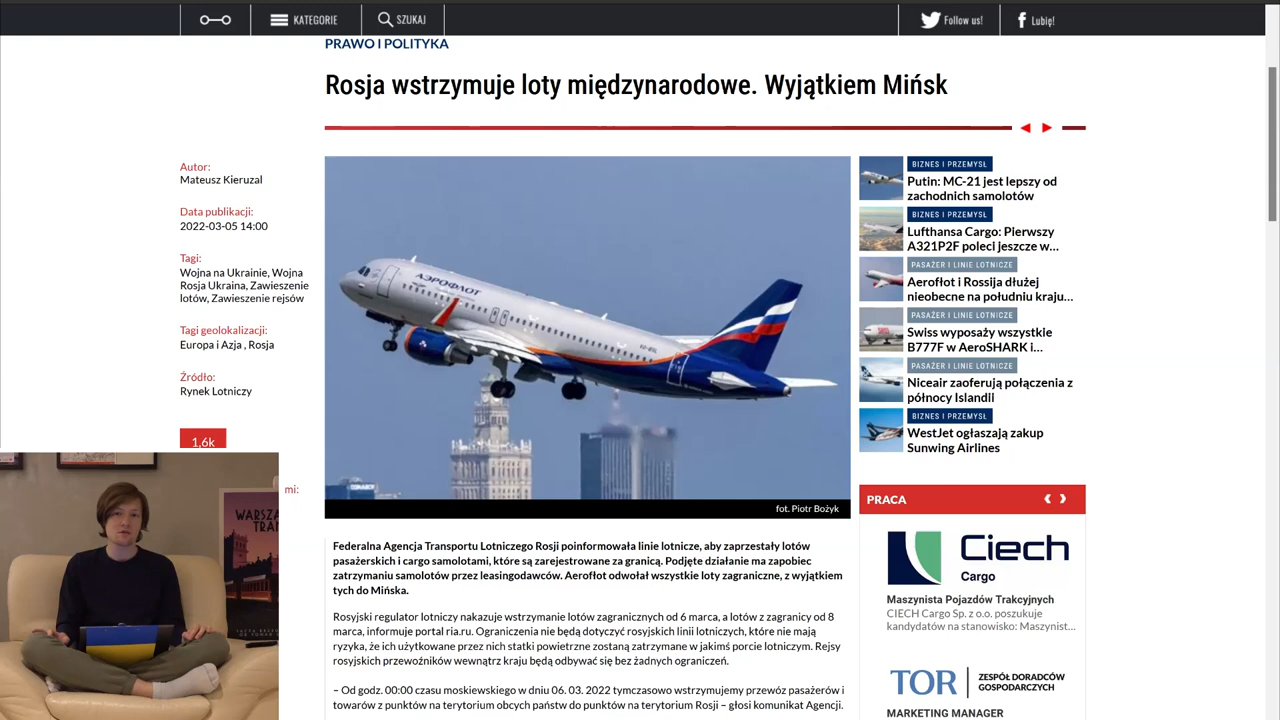 KATEGORIE
SZUKAJ
Follow us!
Lubię!
PRAWO I POLITYKA
Rosja wstrzymuje loty międzynarodowe. Wyjątkiem Mińsk
Autor:
Mateusz Kieruzal
Data publikacji:
2022-03-05 14:00
Tagi:
Wojna na Ukrainie, Wojna
Rosja Ukraina, Zawieszenie
lotów, Zawieszenie rejsów
Tagi geolokalizacji:
Europa i Azja , Rosja
Źródło:
Rynek Lotniczy
1,6k
mi:
АЭРОФЛОТ
fot. Piotr Bożyk
Federalna Agencja Transportu Lotniczego Rosji poinformowała linie lotnicze, aby zaprzestały lotów
pasażerskich i cargo samolotami, które są zarejestrowane za granicą. Podjęte działanie ma zapobiec
zatrzymaniu samolotów przez leasingodawców. Aerofłot odwołał wszystkie loty zagraniczne, z wyjątkiem
tych do Mińska.
Rosyjski regulator lotniczy nakazuje wstrzymanie lotów zagranicznych od 6 marca, a lotów z zagranicy od 8
marca, informuje portal ria.ru. Ograniczenia nie będą dotyczyć rosyjskich linii lotniczych, które nie mają
ryzyka, że ich użytkowane przez nich statki powietrzne zostaną zatrzymane w jakimś porcie lotniczym. Rejsy
rosyjskich przewoźników wewnątrz kraju będą odbywać się bez żadnych ograniczeń.
– Od godz. 00:00 czasu moskiewskiego w dniu 06. 03. 2022 tymczasowo wstrzymujemy przewóz pasażerów i
towarów z punktów na terytorium obcych państw do punktów na terytorium Rosji – głosi komunikat Agencji.
BIZNES I PRZEMYSŁ
Putin: MC-21 jest lepszy od
zachodnich samolotów
BIZNES I PRZEMYSŁ
Lufthansa Cargo: Pierwszy
A321P2F poleci jeszcze w...
PASAŻER I LINIE LOTNICZE
Aerofłot i Rossija dłużej
nieobecne na południu kraju...
PASAŻER I LINIE LOTNICZE
Swiss wyposaży wszystkie
B777F w AeroSHARK i...
PASAŻER I LINIE LOTNICZE
Niceair zaoferują połączenia z
północy Islandii
BIZNES I PRZEMYSŁ
WestJet ogłaszają zakup
Sunwing Airlines
PRACA
Ciech
Cargo
Maszynista Pojazdów Trakcyjnych
CIECH Cargo Sp. z o.o. poszukuje
kandydatów na stanowisko: Maszynist...
TOR
ZESPÓŁ DORADCÓW
GOSPODARCZYCH
MARKETING MANAGER